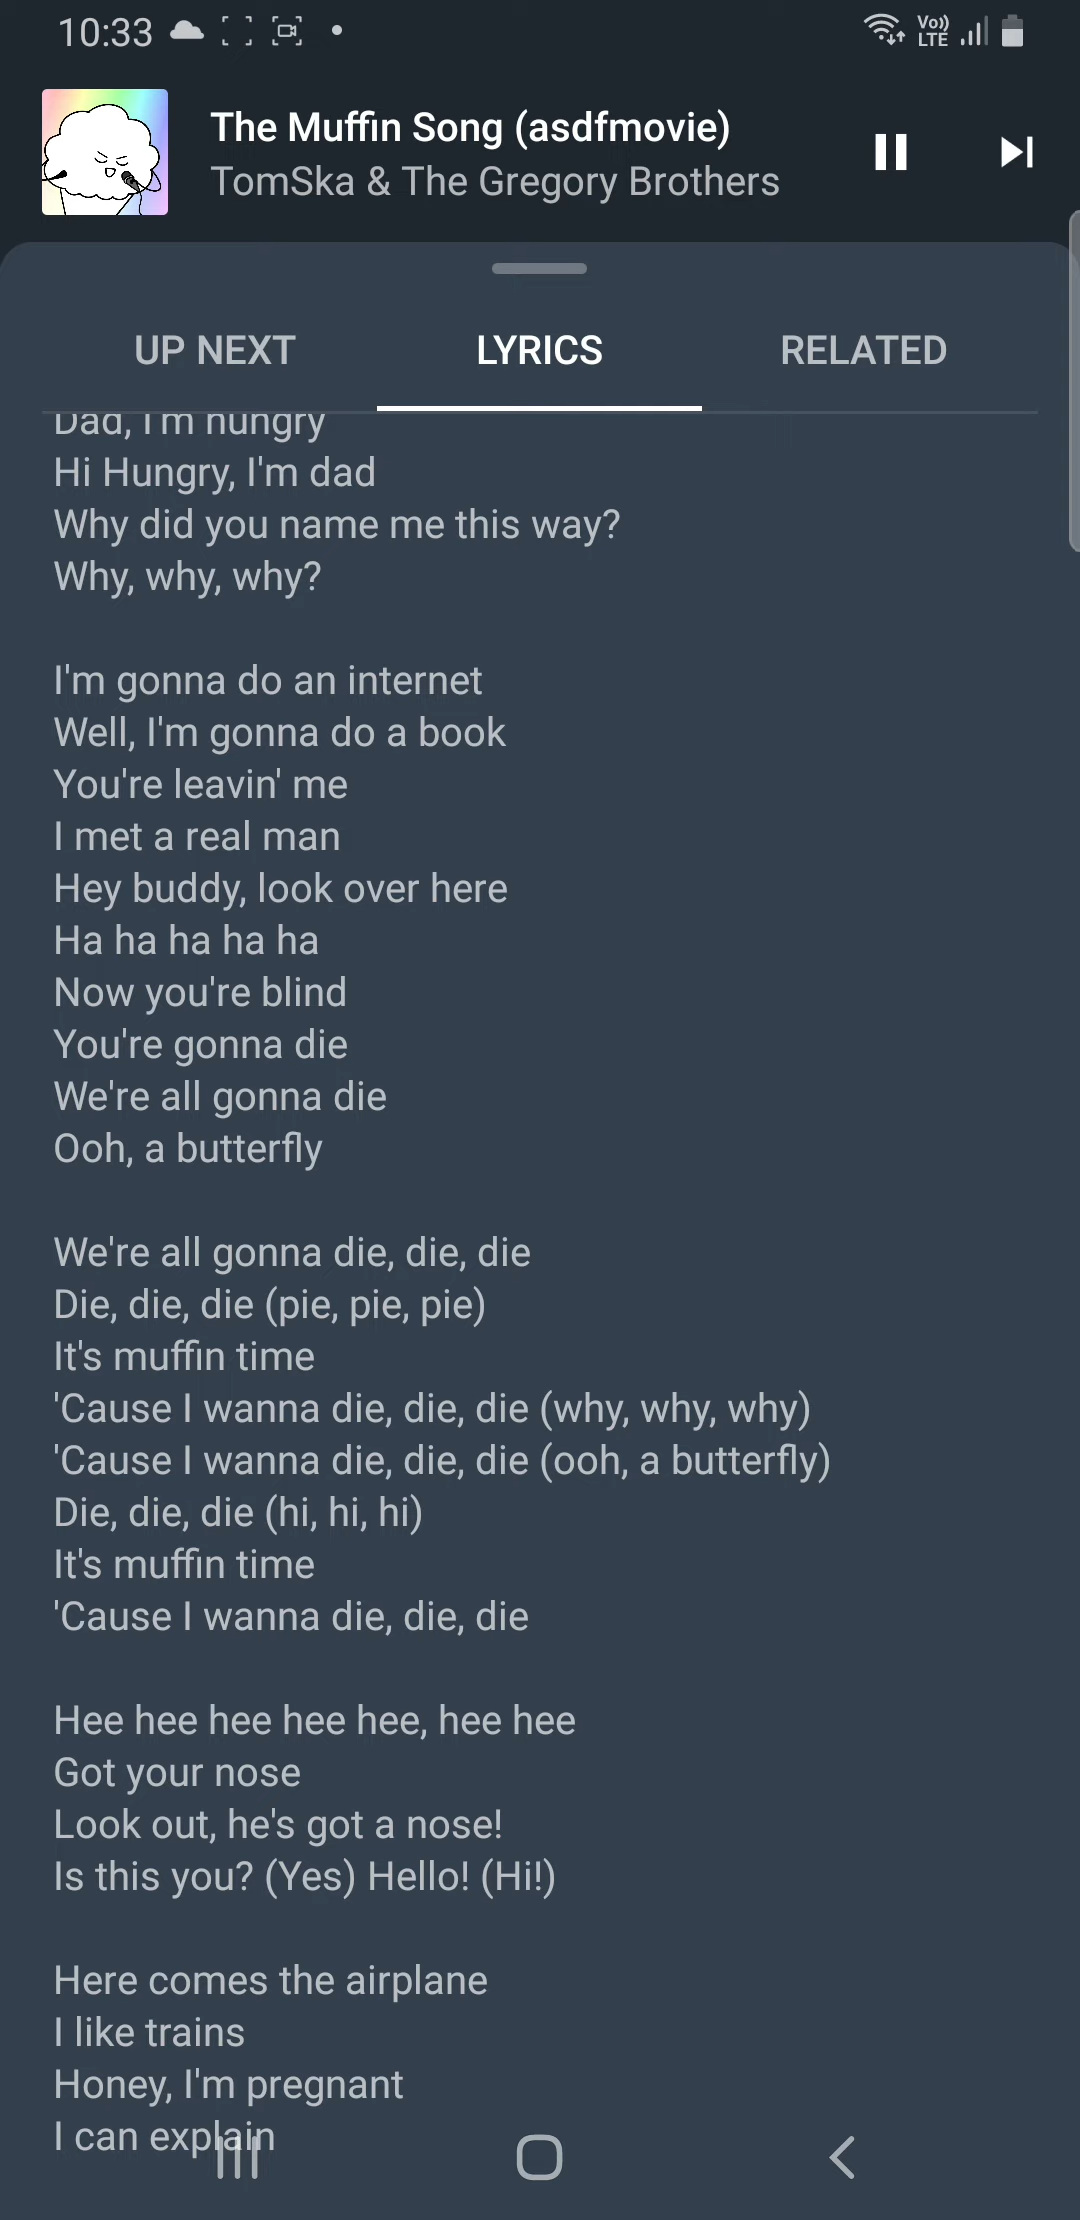 10:33
Vo)) LTE
The Muffin Song (asdfmovie)
TomSka & The Gregory Brothers
UP NEXT
LYRICS
RELATED
Dad, I'm hungry
Hi Hungry, I'm dad
Why did you name me this way?
Why, why, why?
I'm gonna do an internet
Well, I'm gonna do a book
You're leavin' me
I met a real man
Hey buddy, look over here
Ha ha ha ha ha
Now you're blind
You're gonna die
We're all gonna die
Ooh, a butterfly
We're all gonna die, die, die
Die, die, die (pie, pie, pie)
It's muffin time
'Cause I wanna die, die, die (why, why, why)
'Cause I wanna die, die, die (ooh, a butterfly)
Die, die, die (hi, hi, hi)
It's muffin time
'Cause I wanna die, die, die
Hee hee hee hee hee, hee hee
Got your nose
Look out, he's got a nose!
Is this you? (Yes) Hello! (Hi!)
Here comes the airplane
I like trains
Honey, I'm pregnant
I can explain